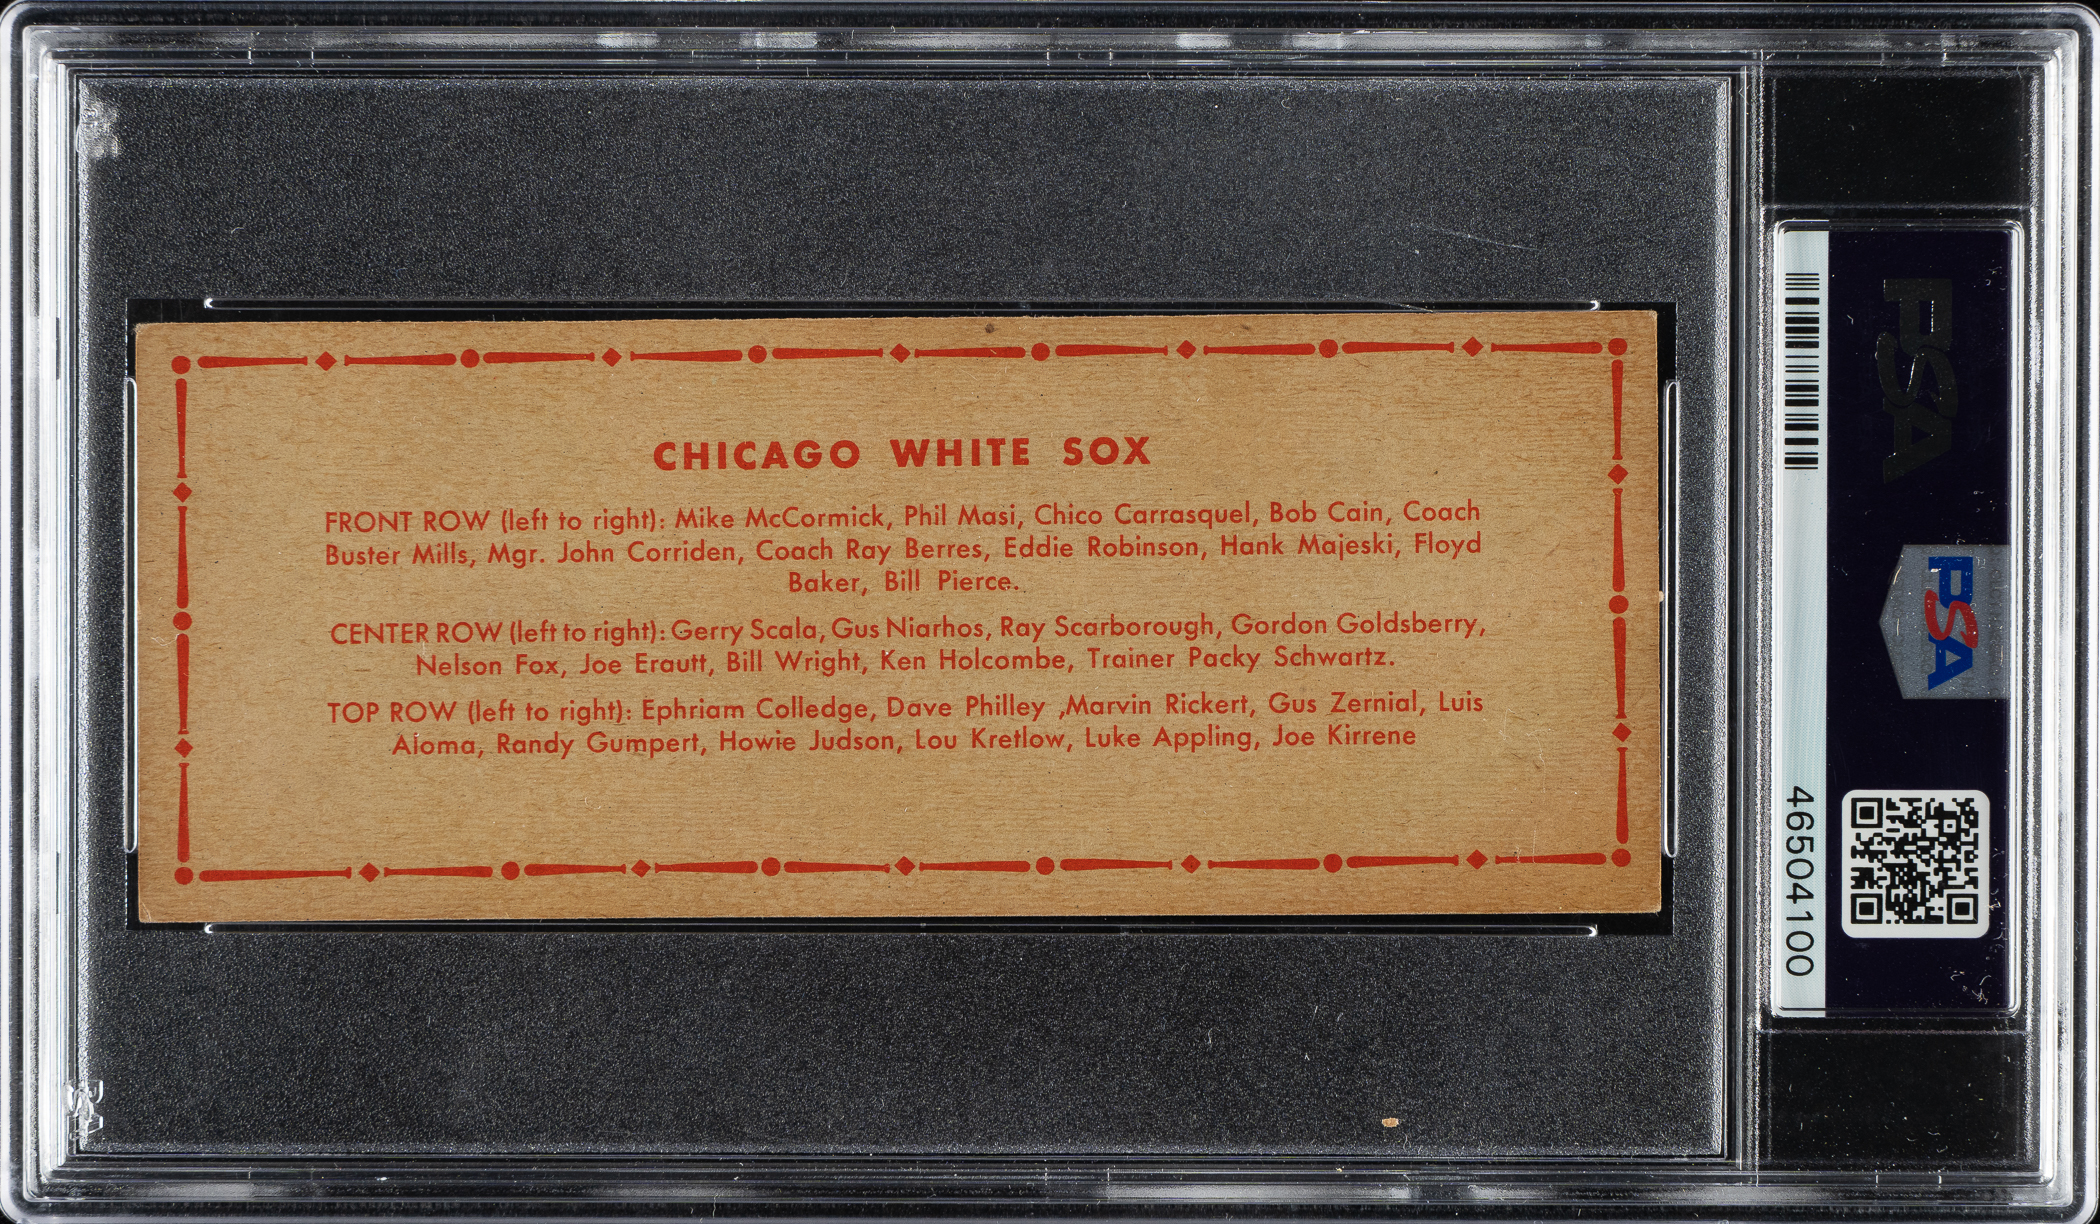 CHICAGO WHITE SOX
FRONT ROW (left to right): Mike McCormick, Phil Masi, Chico Carrasquel, Bob Cain, Coach
Buster Mills, Mgr. John Corriden, Coach Ray Berres, Eddie Robinson, Hank Majeski, Floyd
Baker, Bill Pierce.
CENTER ROW (left to right): Gerry Scala, Gus Niarhos, Ray Scarborough, Gordon Goldsberry,
Nelson Fox, Joe Erautt, Bill Wright, Ken Holcombe, Trainer Packy Schwartz.
TOP ROW (left to right): Ephriam Colledge, Dave Philley ,Marvin Rickert, Gus Zernial, Luis
Aloma, Randy Gumpert, Howie Judson, Lou Kretlow, Luke Appling, Joe Kirrene
PSA
PSA
46504100